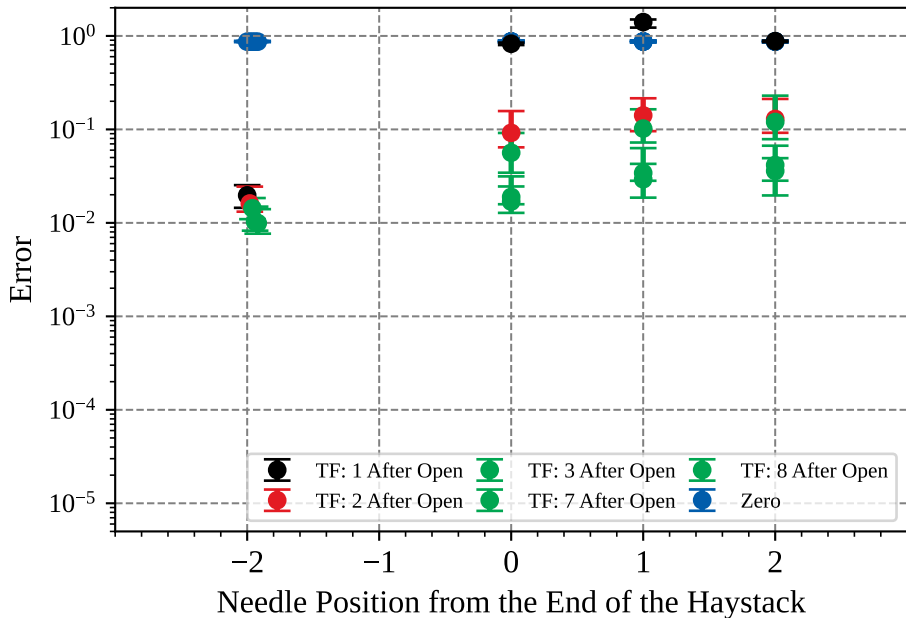 10⁰
10⁻¹
10⁻²
10⁻³
10⁻⁴
10⁻⁵
Error
TF: 1 After Open
TF: 2 After Open
TF: 3 After Open
TF: 7 After Open
TF: 8 After Open
Zero
−2 −1 0 1 2
Needle Position from the End of the Haystack